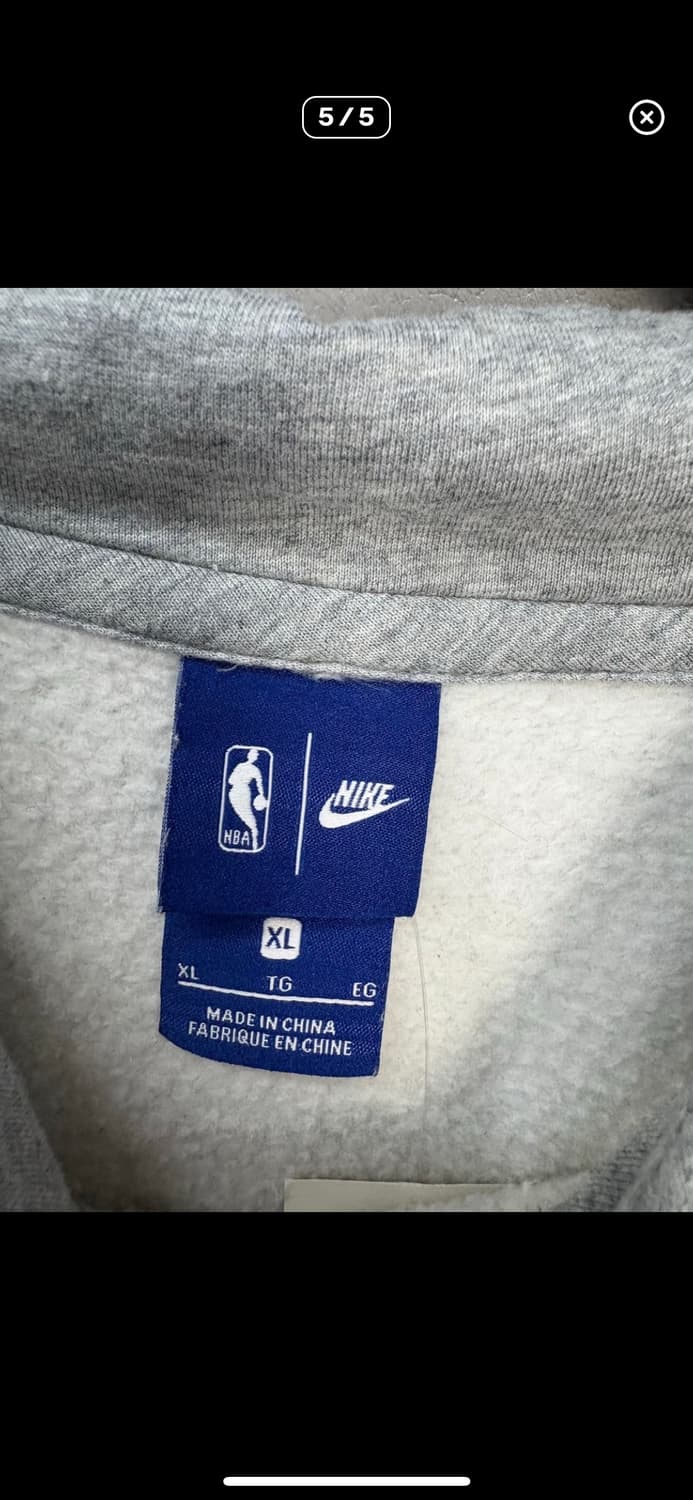 5/5
NBA
NIKE
XL
XL TG EG
MADE IN CHINA
FABRIQUE EN CHINE